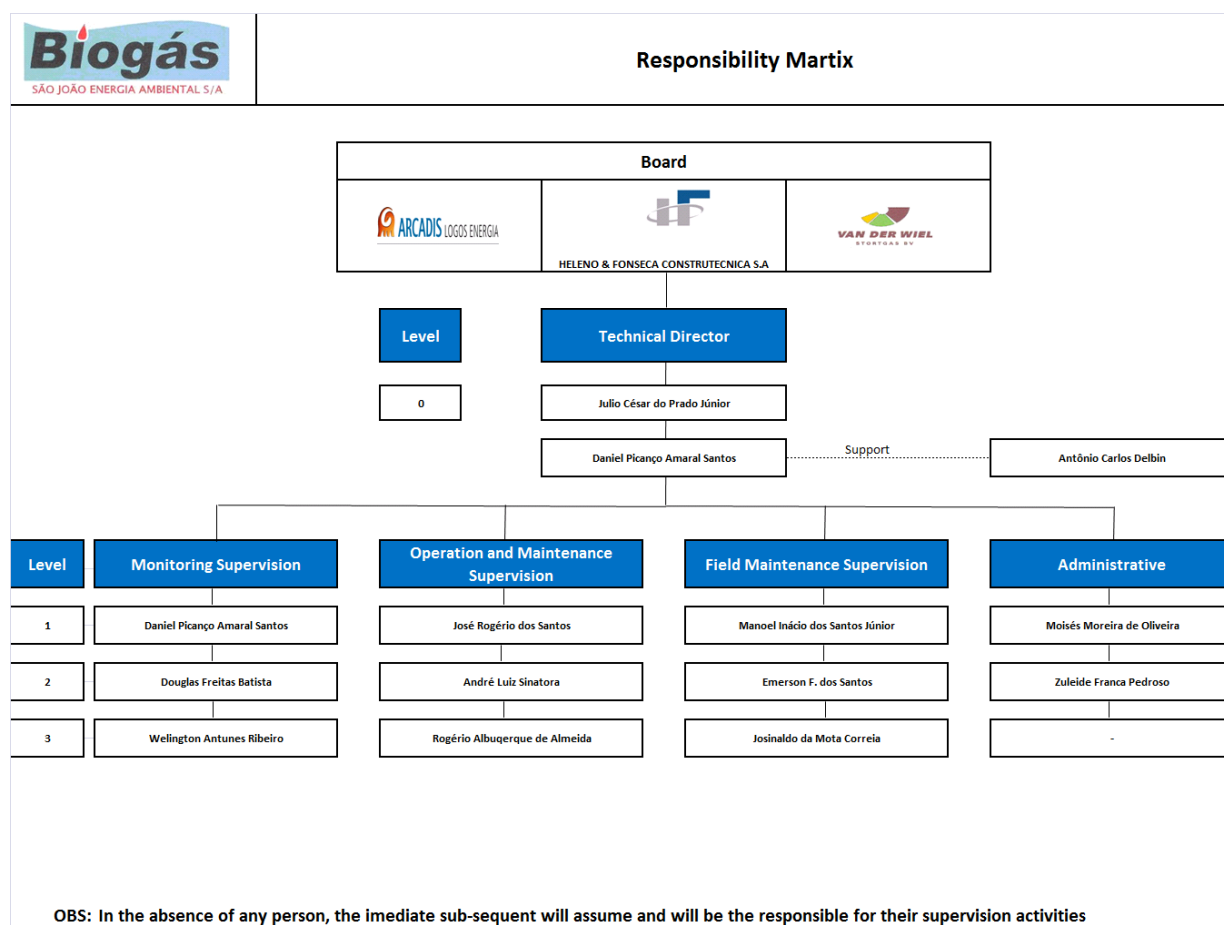 Biogás
SÃO JOÃO ENERGIA AMBIENTAL S/A
Responsibility Martix
Board
ARCADIS LOGOS ENERGIA
HF
HELENO & FONSECA CONSTRUTECNICA S.A
VAN DER WIEL
STORTGAS BV
Level
Technical Director
0
Julio César do Prado Júnior
Daniel Picanço Amaral Santos
Support
Antônio Carlos Delbin
Level
Monitoring Supervision
Operation and Maintenance
Supervision
Field Maintenance Supervision
Administrative
1
Daniel Picanço Amaral Santos
José Rogério dos Santos
Manoel Inácio dos Santos Júnior
Moisés Moreira de Oliveira
2
Douglas Freitas Batista
André Luiz Sinatora
Emerson F. dos Santos
Zuleide Franca Pedroso
3
Welington Antunes Ribeiro
Rogério Albuqerque de Almeida
Josinaldo da Mota Correia
-
OBS: In the absence of any person, the imediate sub-sequent will assume and will be the responsible for their supervision activities